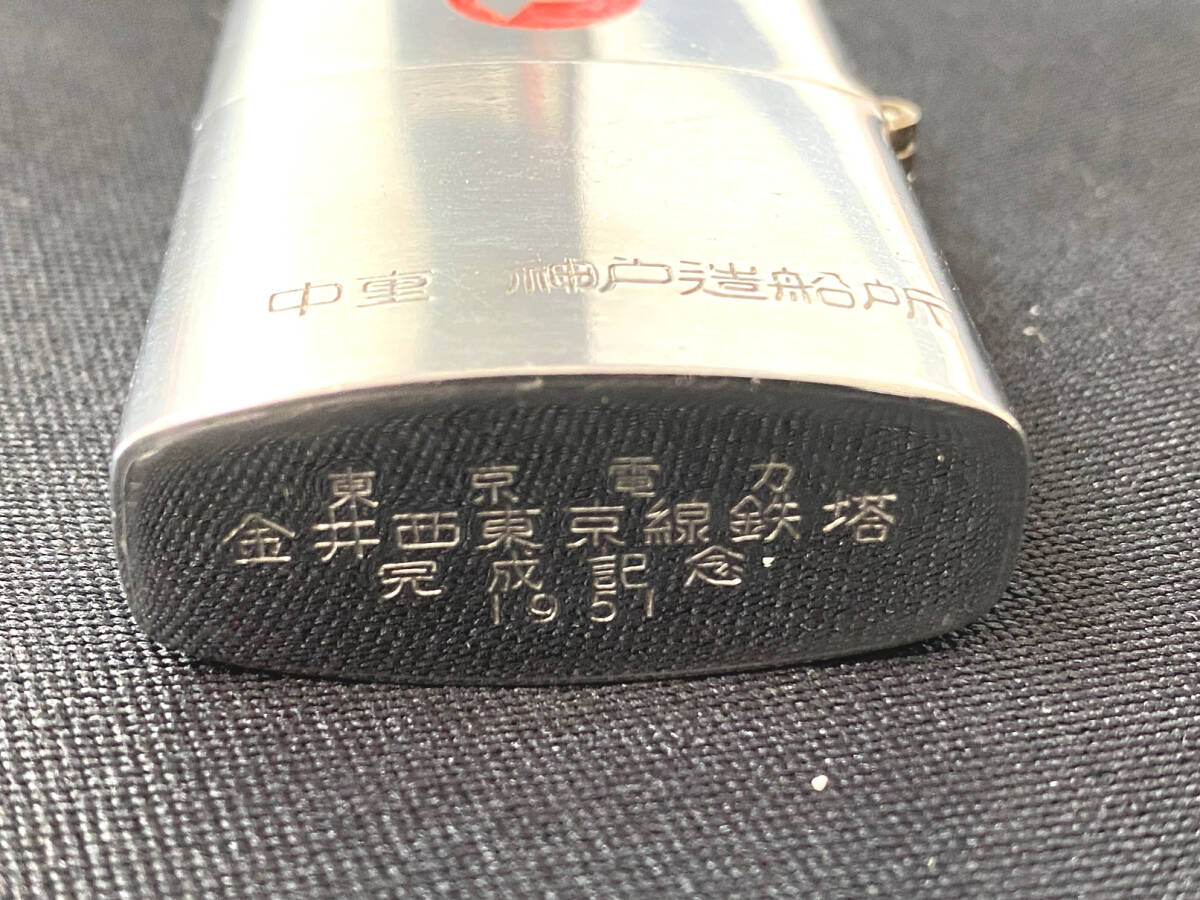 中重 神戸造船所
東京電力
金井西東京線鉄塔
完成記念
1951